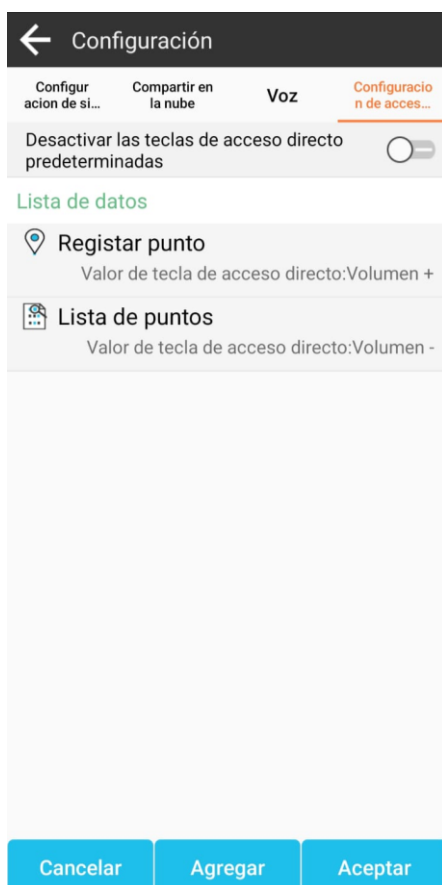 Configuración
Configur
acion de si...
Compartir en
la nube
Voz
Configuracio
n de acces...
Desactivar las teclas de acceso directo
predeterminadas
Lista de datos
Registar punto
Valor de tecla de acceso directo:Volumen +
Lista de puntos
Valor de tecla de acceso directo:Volumen -
Cancelar
Agregar
Aceptar